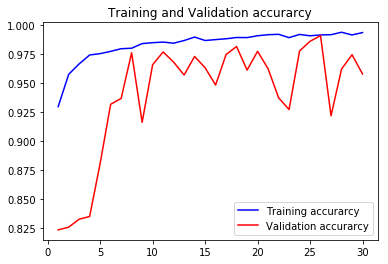 Training and Validation accurarcy
1.000
0.975
0.950
0.925
0.900
0.875
0.850
0.825
0 5 10 15 20 25 30
Training accurarcy
Validation accurarcy